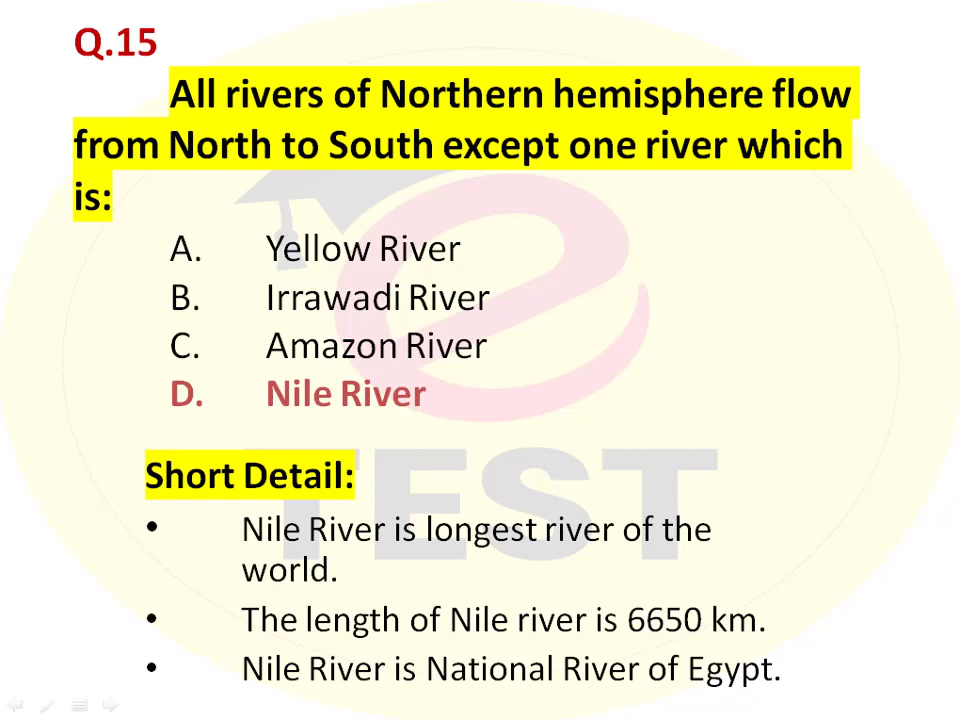 Q.15
All rivers of Northern hemisphere flow
from North to South except one river which
is:
A. Yellow River
B. Irrawadi River
C. Amazon River
D. Nile River
Short Detail:
• Nile River is longest river of the
world.
• The length of Nile river is 6650 km.
• Nile River is National River of Egypt.
e
TEST